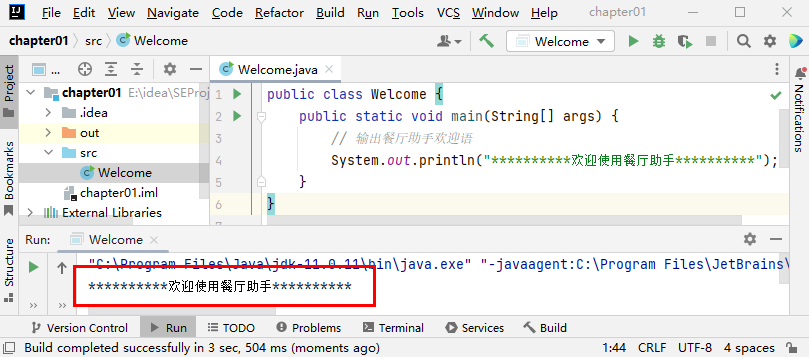 IJ File Edit View Navigate Code Refactor Build Run Tools VCS Window Help chapter01
chapter01 src Welcome Welcome
Project
... Welcome.java
chapter01 E:\idea\SEProj
.idea
out
src
Welcome
chapter01.iml
External Libraries
1 public class Welcome {
2 public static void main(String[] args) {
3 // 输出餐厅助手欢迎语
4 System.out.println("**********欢迎使用餐厅助手**********");
5 }
6 }
7
Notifications
Bookmarks
Structure
Run: Welcome
"C:\Program Files\Java\jdk-11.0.11\bin\java.exe" "-javaagent:C:\Program Files\JetBrains\
**********欢迎使用餐厅助手**********
Version Control Run TODO Problems Terminal Services Build
Build completed successfully in 3 sec, 504 ms (moments ago) 1:44 CRLF UTF-8 4 spaces